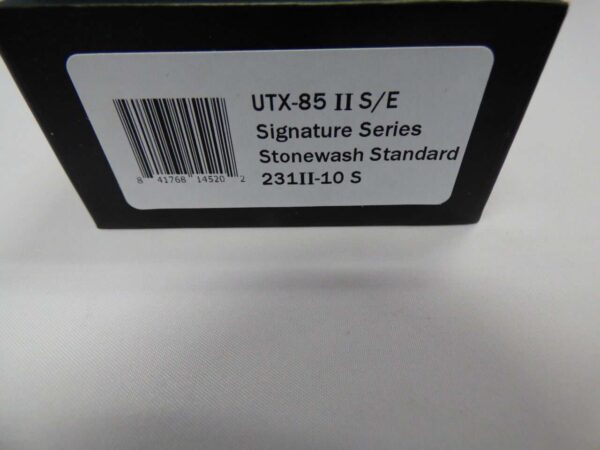 UTX-85 II S/E
Signature Series
Stonewash Standard
231II-10 S
8 41768 14520 2